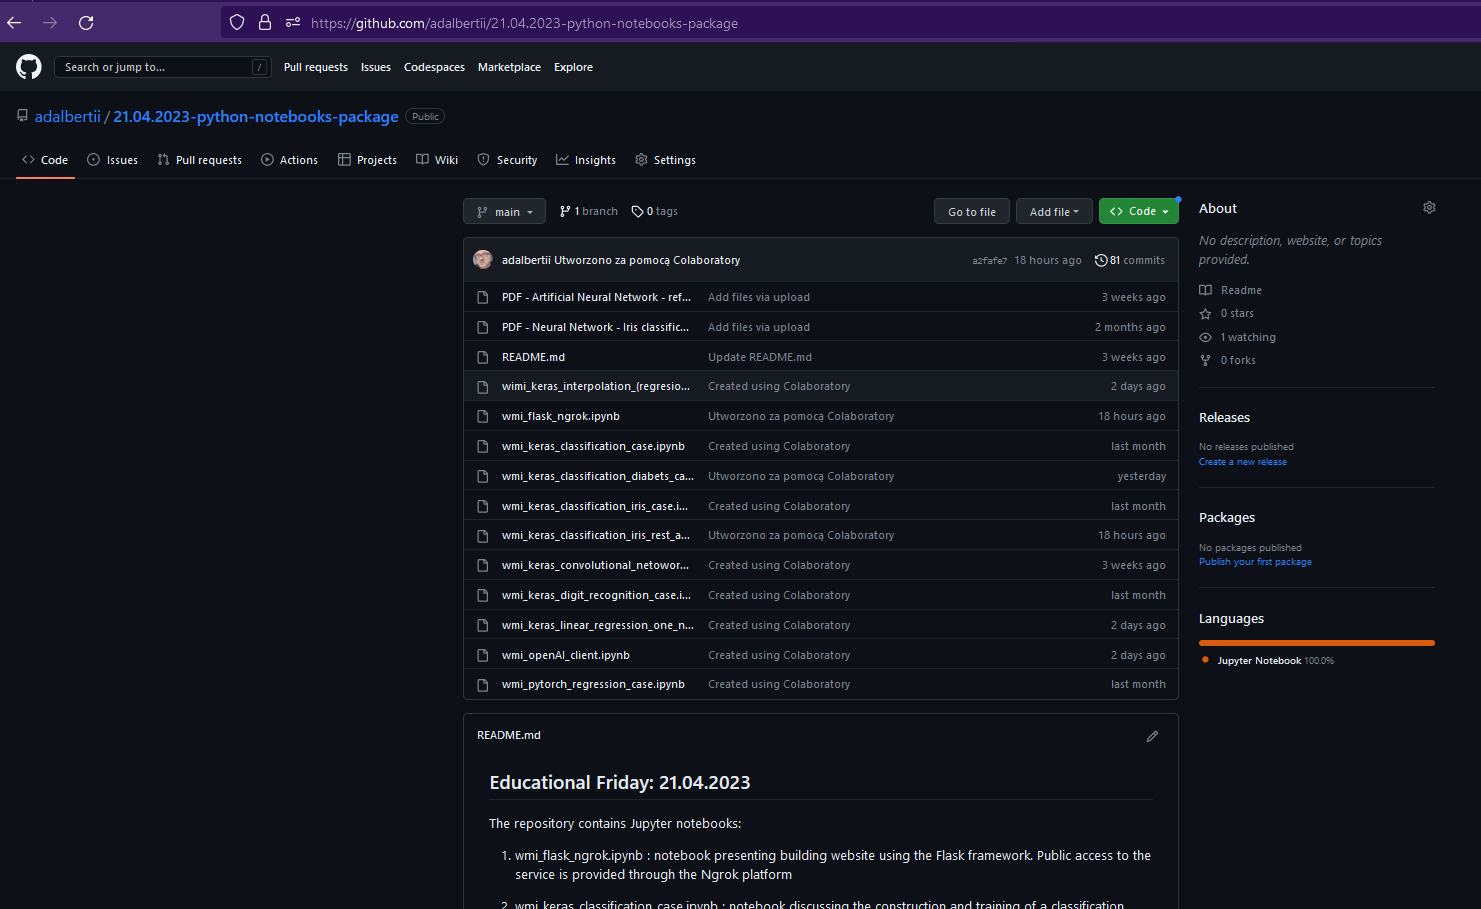 https://github.com/adalbertii/21.04.2023-python-notebooks-package
Search or jump to... /
Pull requests Issues Codespaces Marketplace Explore
adalbertii / 21.04.2023-python-notebooks-package Public
Code Issues Pull requests Actions Projects Wiki Security Insights Settings
main 1 branch 0 tags Go to file Add file Code
adalbertii Utworzono za pomocą Colaboratory a2fafe7 18 hours ago 81 commits
PDF - Artificial Neural Network - ref... Add files via upload 3 weeks ago
PDF - Neural Network - Iris classific... Add files via upload 2 months ago
README.md Update README.md 3 weeks ago
wimi_keras_interpolation_(regresio... Created using Colaboratory 2 days ago
wmi_flask_ngrok.ipynb Utworzono za pomocą Colaboratory 18 hours ago
wmi_keras_classification_case.ipynb Created using Colaboratory last month
wmi_keras_classification_diabets_ca... Utworzono za pomocą Colaboratory yesterday
wmi_keras_classification_iris_case.i... Created using Colaboratory last month
wmi_keras_classification_iris_rest_a... Utworzono za pomocą Colaboratory 18 hours ago
wmi_keras_convolutional_netowor... Created using Colaboratory 3 weeks ago
wmi_keras_digit_recognition_case.i... Created using Colaboratory last month
wmi_keras_linear_regression_one_n... Created using Colaboratory 2 days ago
wmi_openAI_client.ipynb Created using Colaboratory 2 days ago
wmi_pytorch_regression_case.ipynb Created using Colaboratory last month
README.md
Educational Friday: 21.04.2023
The repository contains Jupyter notebooks:
1. wmi_flask_ngrok.ipynb : notebook presenting building website using the Flask framework. Public access to the
service is provided through the Ngrok platform
2. wmi_keras_classification_case.ipynb : notebook discussing the construction and training of a classification
About
No description, website, or topics
provided.
Readme
0 stars
1 watching
0 forks
Releases
No releases published
Create a new release
Packages
No packages published
Publish your first package
Languages
Jupyter Notebook 100.0%